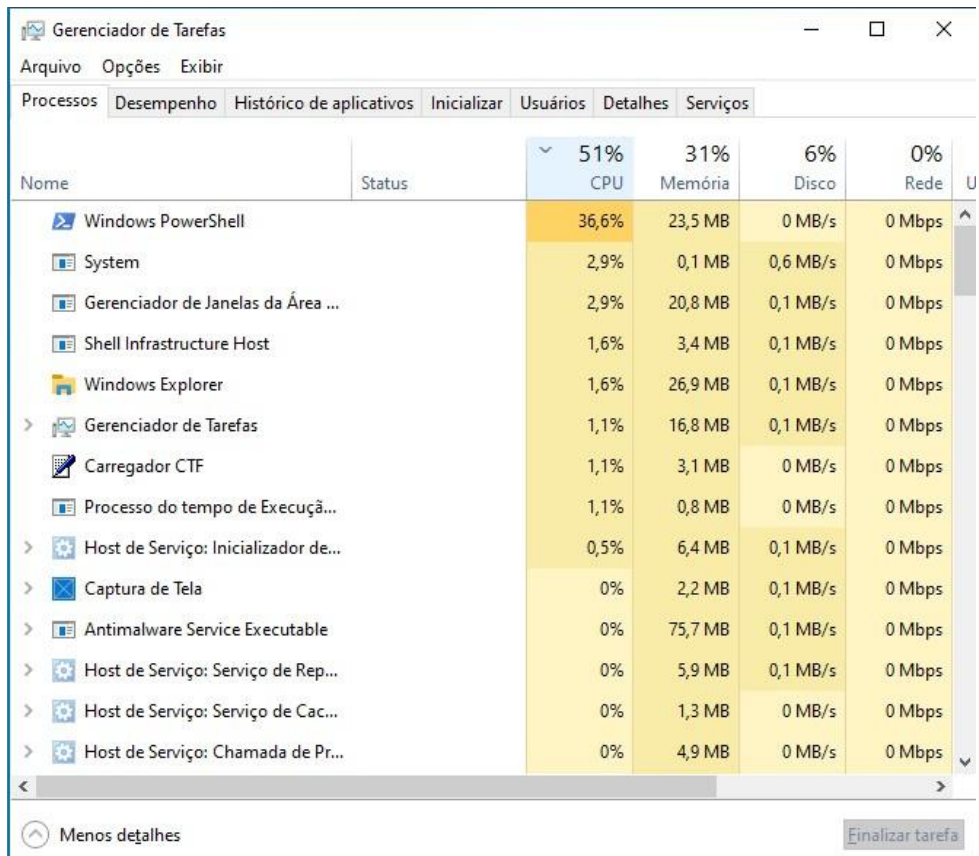 Gerenciador de Tarefas
Arquivo Opções Exibir
Processos Desempenho Histórico de aplicativos Inicializar Usuários Detalhes Serviços
51% 31% 6% 0%
Nome Status CPU Memória Disco Rede U
Windows PowerShell 36,6% 23,5 MB 0 MB/s 0 Mbps
System 2,9% 0,1 MB 0,6 MB/s 0 Mbps
Gerenciador de Janelas da Área ... 2,9% 20,8 MB 0,1 MB/s 0 Mbps
Shell Infrastructure Host 1,6% 3,4 MB 0,1 MB/s 0 Mbps
Windows Explorer 1,6% 26,9 MB 0,1 MB/s 0 Mbps
Gerenciador de Tarefas 1,1% 16,8 MB 0,1 MB/s 0 Mbps
Carregador CTF 1,1% 3,1 MB 0 MB/s 0 Mbps
Processo do tempo de Execuçã... 1,1% 0,8 MB 0 MB/s 0 Mbps
Host de Serviço: Inicializador de... 0,5% 6,4 MB 0,1 MB/s 0 Mbps
Captura de Tela 0% 2,2 MB 0,1 MB/s 0 Mbps
Antimalware Service Executable 0% 75,7 MB 0,1 MB/s 0 Mbps
Host de Serviço: Serviço de Rep... 0% 5,9 MB 0,1 MB/s 0 Mbps
Host de Serviço: Serviço de Cac... 0% 1,3 MB 0 MB/s 0 Mbps
Host de Serviço: Chamada de Pr... 0% 4,9 MB 0 MB/s 0 Mbps
Menos detalhes Finalizar tarefa